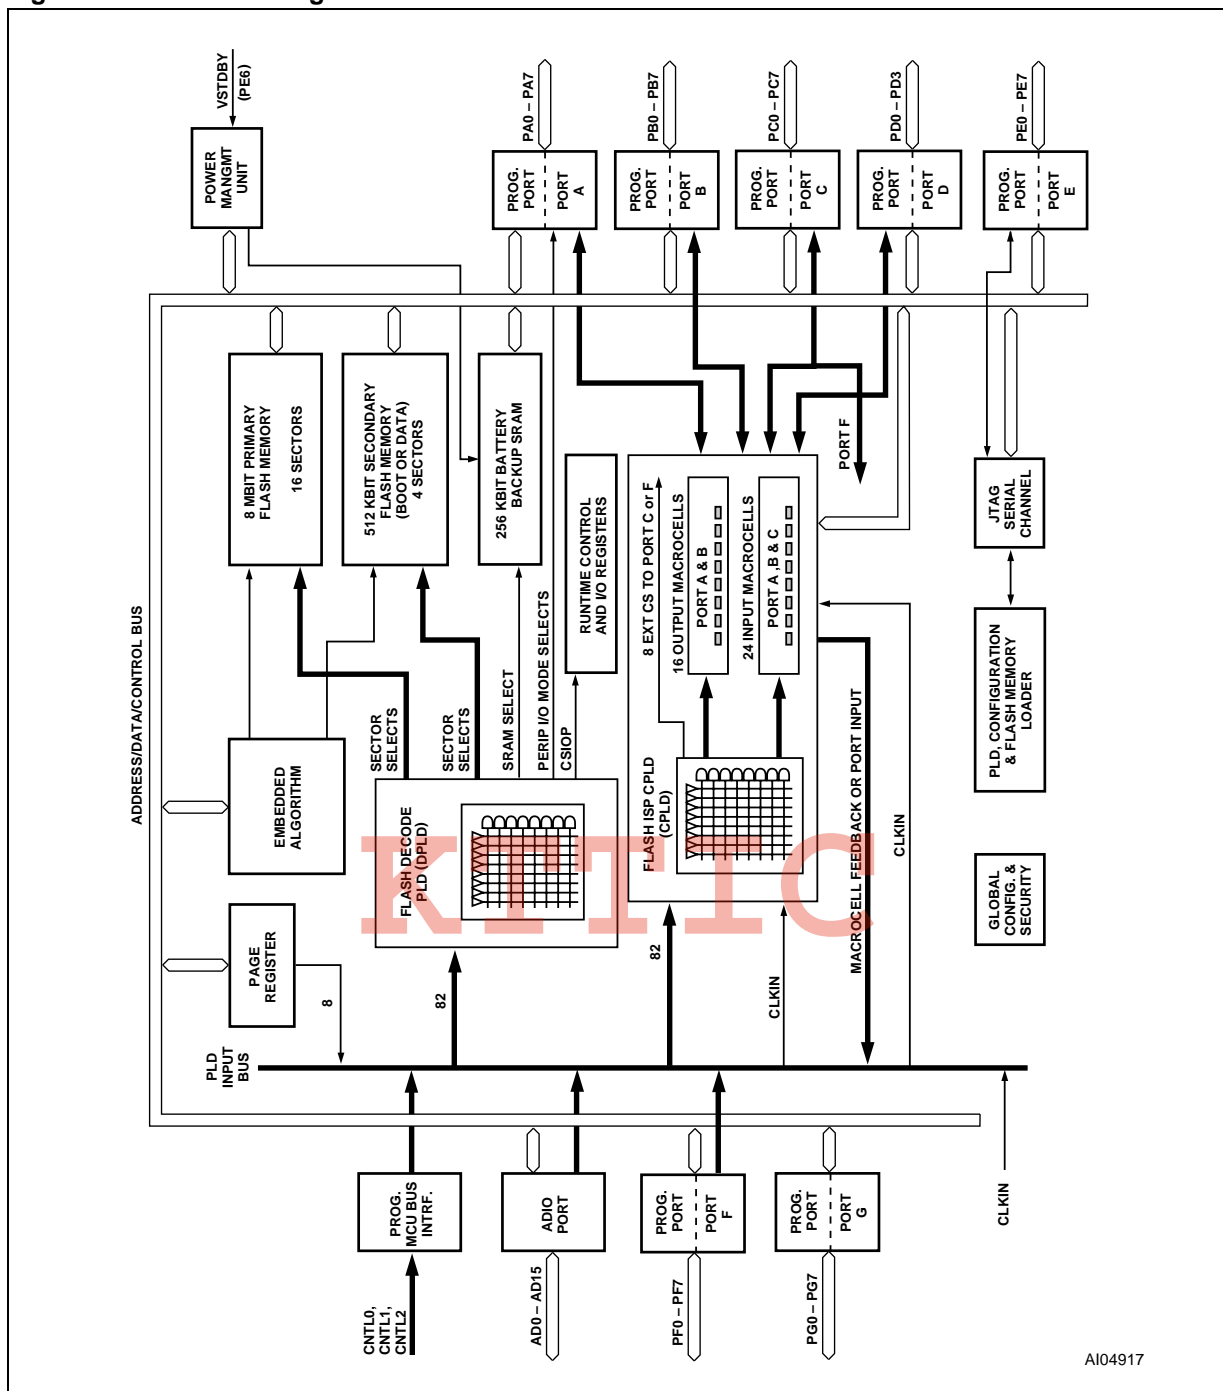 CNTL0,
CNTL1,
CNTL2
PROG.
MCU BUS
INTRF.
AD0 – AD15
ADIO
PORT
PF0 – PF7
PROG.
PORT
PORT
F
PG0 – PG7
PROG.
PORT
PORT
G
CLKIN
PLD
INPUT
BUS
ADDRESS/DATA/CONTROL BUS
PAGE
REGISTER
8
EMBEDDED
ALGORITHM
82
FLASH DECODE
PLD (DPLD)
SECTOR
SELECTS
SECTOR
SELECTS
SRAM SELECT
PERIP I/O MODE SELECTS
CSIOP
8 MBIT PRIMARY
FLASH MEMORY
16 SECTORS
512 KBIT SECONDARY
FLASH MEMORY
(BOOT OR DATA)
4 SECTORS
256 KBIT BATTERY
BACKUP SRAM
RUNTIME CONTROL
AND I/O REGISTERS
POWER
MANGMT
UNIT
VSTDBY
(PE6)
82
CLKIN
FLASH ISP CPLD
(CPLD)
8 EXT CS TO PORT C or F
16 OUTPUT MACROCELLS
PORT A & B
24 INPUT MACROCELLS
PORT A ,B & C
MACROCELL FEEDBACK OR PORT INPUT
CLKIN
PORT F
PROG.
PORT
PORT
A
PA0 – PA7
PROG.
PORT
PORT
B
PB0 – PB7
PROG.
PORT
PORT
C
PC0 – PC7
PROG.
PORT
PORT
D
PD0 – PD3
PROG.
PORT
PORT
E
PE0 – PE7
GLOBAL
CONFIG. &
SECURITY
PLD, CONFIGURATION
& FLASH MEMORY
LOADER
JTAG
SERIAL
CHANNEL
KTTIC
AI04917